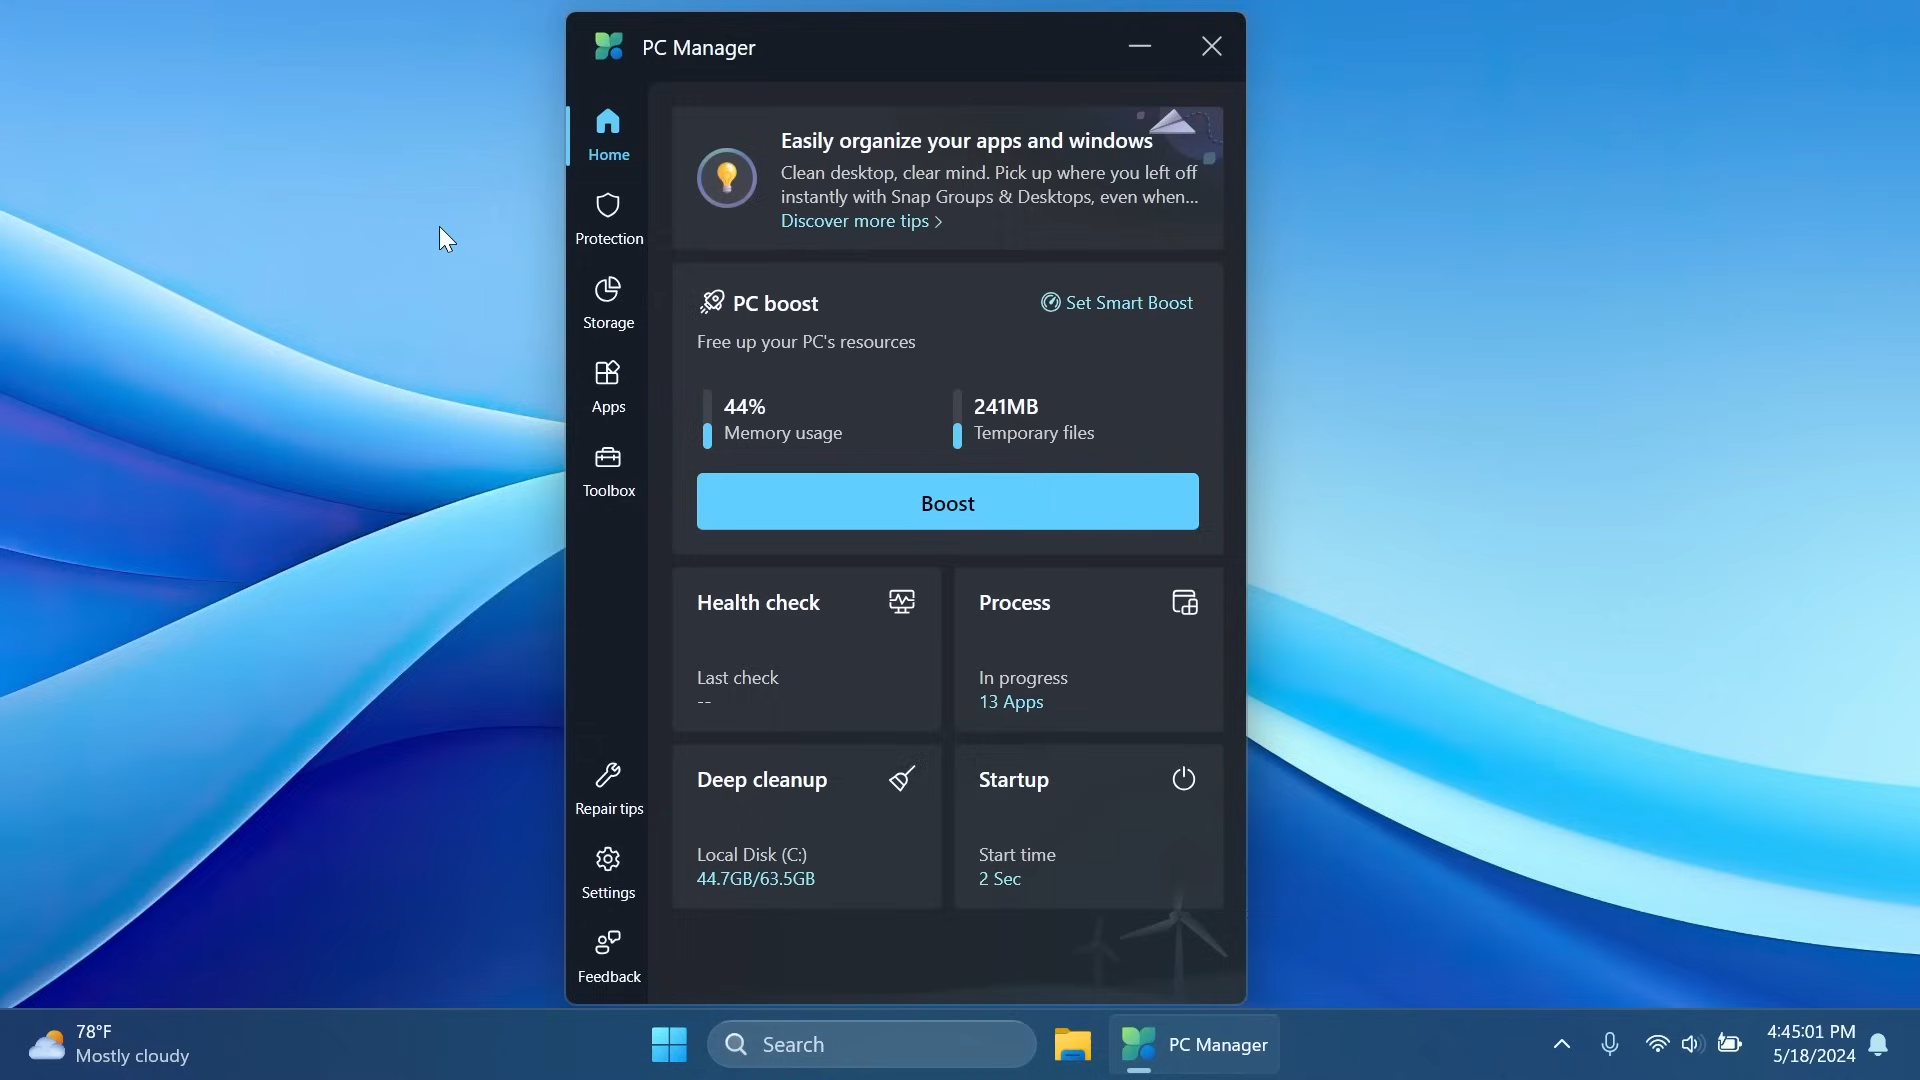 PC Manager
Home
Protection
Storage
Apps
Toolbox
Repair tips
Settings
Feedback
Easily organize your apps and windows
Clean desktop, clear mind. Pick up where you left off
instantly with Snap Groups & Desktops, even when...
Discover more tips >
PC boost
Set Smart Boost
Free up your PC's resources
44%
Memory usage
241MB
Temporary files
Boost
Health check
Last check
--
Process
In progress
13 Apps
Deep cleanup
Local Disk (C:)
44.7GB/63.5GB
Startup
Start time
2 Sec
78°F
Mostly cloudy
Search
PC Manager
4:45:01 PM
5/18/2024